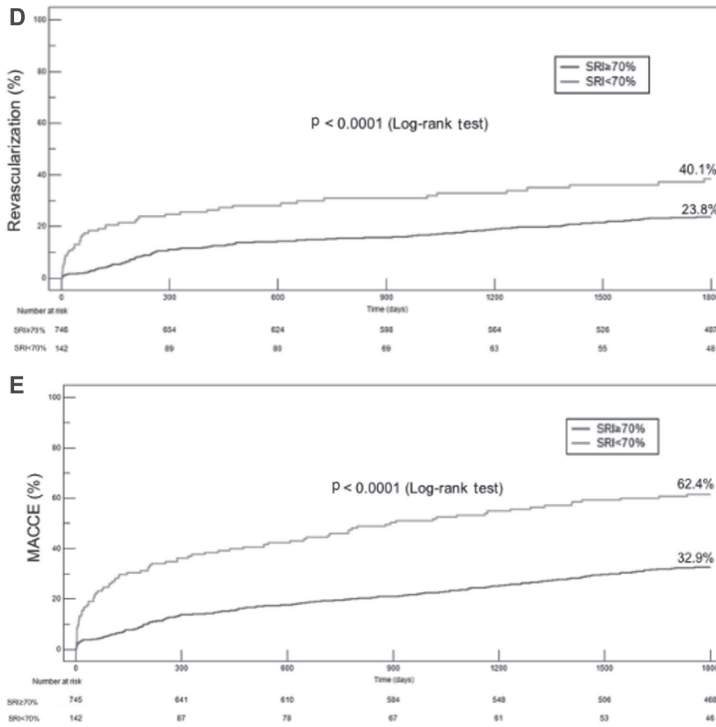 D
Revascularization (%)
100
80
60
40
20
0
SRI≥70%
SRI<70%
p < 0.0001 (Log-rank test)
40.1%
23.8%
0 300 600 900 1200 1500 1800
Time (days)
Number at risk
SRI≥70% 746 654 624 598 564 526 487
SRI<70% 142 89 80 69 63 55 48
E
MACCE (%)
100
80
60
40
20
0
SRI≥70%
SRI<70%
p < 0.0001 (Log-rank test)
62.4%
32.9%
0 300 600 900 1200 1500 1800
Time (days)
Number at risk
SRI≥70% 745 641 610 584 548 506 468
SRI<70% 142 87 78 67 61 53